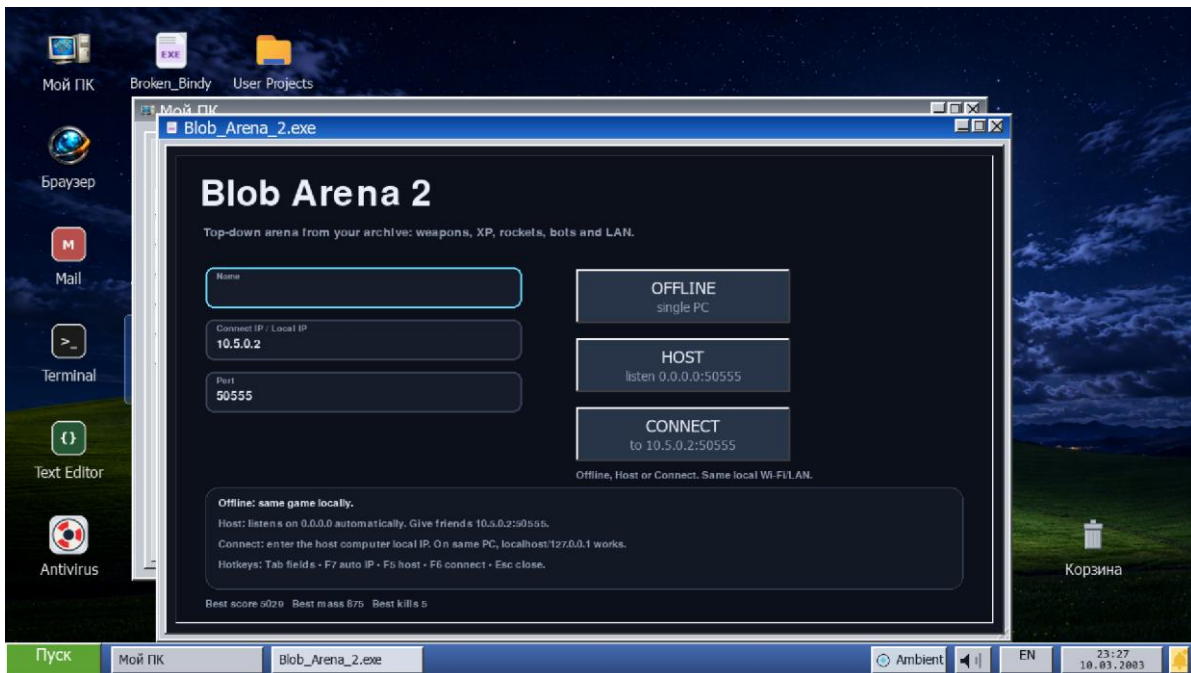 Мой ПК
EXE
Broken_Bindy
User Projects
Мой ПК
Blob_Arena_2.exe
Браузер
M
Mail
>_
Terminal
{}
Text Editor
Antivirus
Blob Arena 2
Top-down arena from your archive: weapons, XP, rockets, bots and LAN.
Name
Connect IP / Local IP
10.5.0.2
Port
50555
OFFLINE
single PC
HOST
listen 0.0.0.0:50555
CONNECT
to 10.5.0.2:50555
Offline, Host or Connect. Same local Wi-Fi/LAN.
Offline: same game locally.
Host: listens on 0.0.0.0 automatically. Give friends 10.5.0.2:50555.
Connect: enter the host computer local IP. On same PC, localhost/127.0.0.1 works.
Hotkeys: Tab fields • F7 auto IP • F5 host • F6 connect • Esc close.
Best score 5029 Best mass 675 Best kills 5
Корзина
Пуск
Мой ПК
Blob_Arena_2.exe
Ambient
EN
23:27
10.03.2003